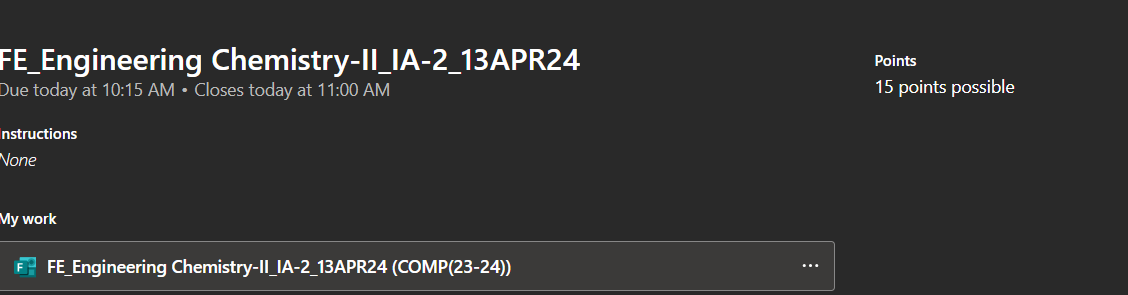 FE_Engineering Chemistry-II_IA-2_13APR24
Due today at 10:15 AM • Closes today at 11:00 AM
Points
15 points possible
Instructions
None
My work
FE_Engineering Chemistry-II_IA-2_13APR24 (COMP(23-24))